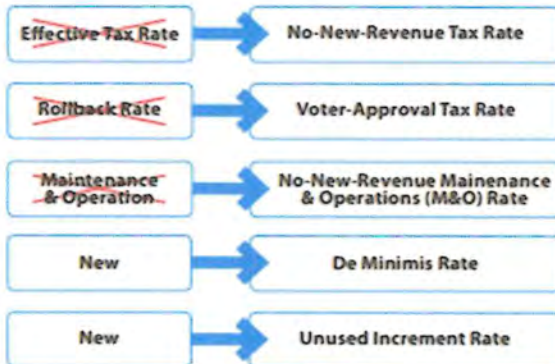 Effective Tax Rate
No-New-Revenue Tax Rate
Rollback Rate
Voter-Approval Tax Rate
Maintenance
& Operation
No-New-Revenue Mainenance
& Operations (M&O) Rate
New
De Minimis Rate
New
Unused Increment Rate